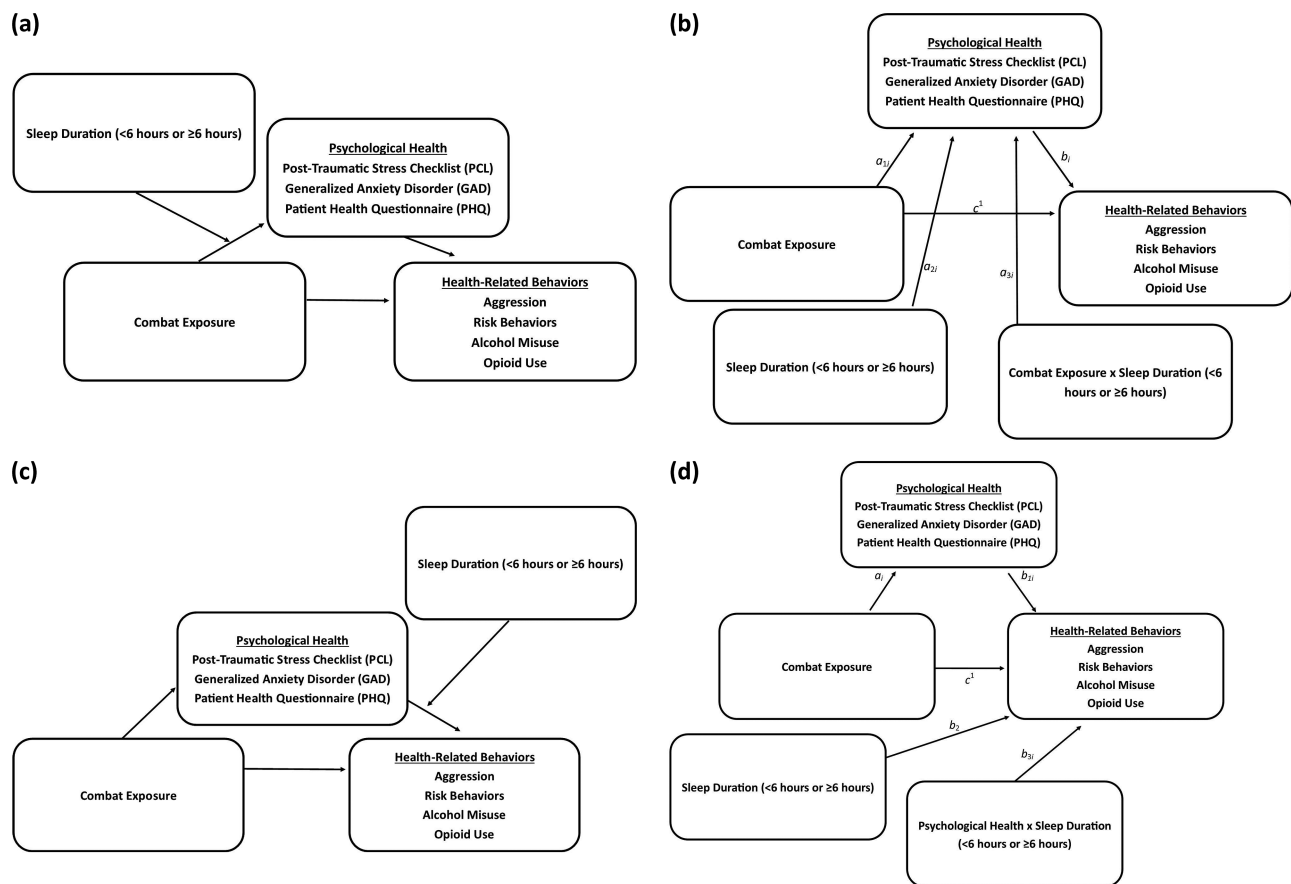 (a)
Sleep Duration (<6 hours or ≥6 hours)
Psychological Health
Post-Traumatic Stress Checklist (PCL)
Generalized Anxiety Disorder (GAD)
Patient Health Questionnaire (PHQ)
Combat Exposure
Health-Related Behaviors
Aggression
Risk Behaviors
Alcohol Misuse
Opioid Use
(b)
Psychological Health
Post-Traumatic Stress Checklist (PCL)
Generalized Anxiety Disorder (GAD)
Patient Health Questionnaire (PHQ)
a1i
bi
Combat Exposure
c1
Health-Related Behaviors
Aggression
Risk Behaviors
Alcohol Misuse
Opioid Use
a2i
a3i
Sleep Duration (<6 hours or ≥6 hours)
Combat Exposure x Sleep Duration (<6
hours or ≥6 hours)
(c)
Sleep Duration (<6 hours or ≥6 hours)
Psychological Health
Post-Traumatic Stress Checklist (PCL)
Generalized Anxiety Disorder (GAD)
Patient Health Questionnaire (PHQ)
Combat Exposure
Health-Related Behaviors
Aggression
Risk Behaviors
Alcohol Misuse
Opioid Use
(d)
Psychological Health
Post-Traumatic Stress Checklist (PCL)
Generalized Anxiety Disorder (GAD)
Patient Health Questionnaire (PHQ)
ai
b1i
Combat Exposure
c1
Health-Related Behaviors
Aggression
Risk Behaviors
Alcohol Misuse
Opioid Use
b2
b3i
Sleep Duration (<6 hours or ≥6 hours)
Psychological Health x Sleep Duration
(<6 hours or ≥6 hours)